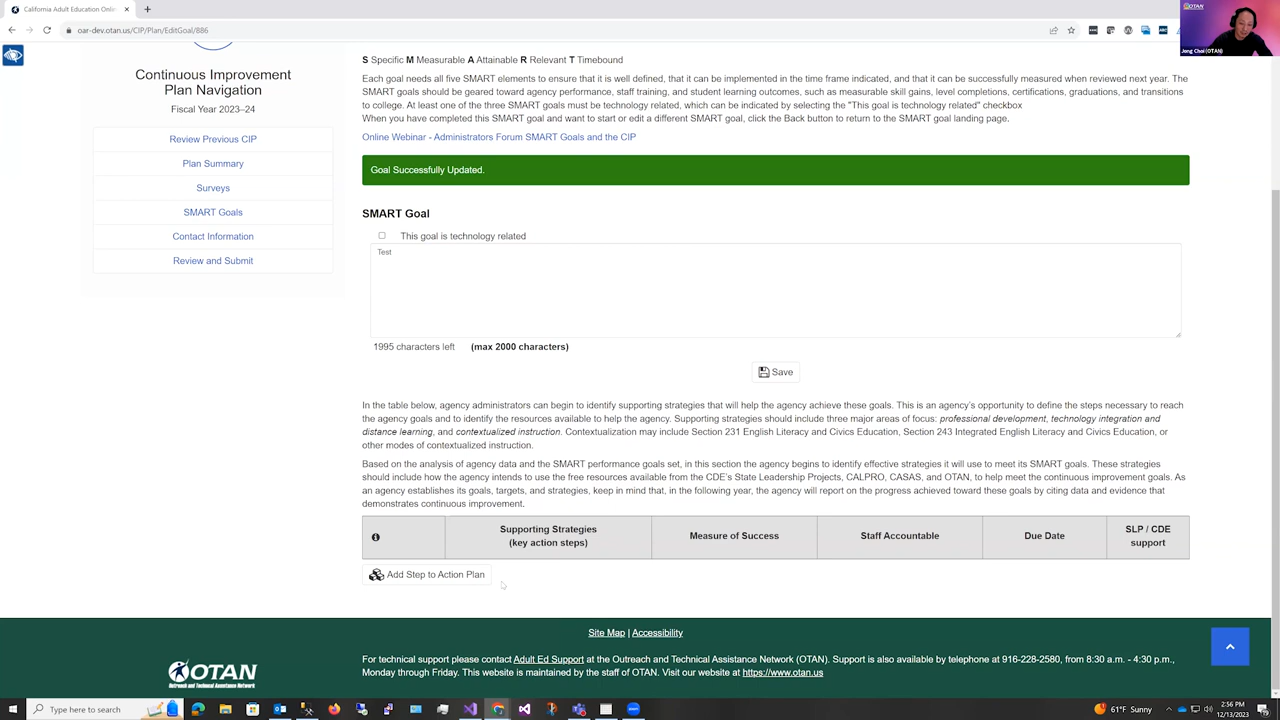 California Adult Education Onlin
oar-dev.otan.us/CIP/Plan/EditGoal/886
OTAN
Jong Choi (OTAN)
Continuous Improvement
Plan Navigation
Fiscal Year 2023–24
Review Previous CIP
Plan Summary
Surveys
SMART Goals
Contact Information
Review and Submit
S Specific M Measurable A Attainable R Relevant T Timebound
Each goal needs all five SMART elements to ensure that it is well defined, that it can be implemented in the time frame indicated, and that it can be successfully measured when reviewed next year. The
SMART goals should be geared toward agency performance, staff training, and student learning outcomes, such as measurable skill gains, level completions, certifications, graduations, and transitions
to college. At least one of the three SMART goals must be technology related, which can be indicated by selecting the "This goal is technology related" checkbox
When you have completed this SMART goal and want to start or edit a different SMART goal, click the Back button to return to the SMART goal landing page.
Online Webinar - Administrators Forum SMART Goals and the CIP
Goal Successfully Updated.
SMART Goal
This goal is technology related
Test
1995 characters left (max 2000 characters)
Save
In the table below, agency administrators can begin to identify supporting strategies that will help the agency achieve these goals. This is an agency's opportunity to define the steps necessary to reach
the agency goals and to identify the resources available to help the agency. Supporting strategies should include three major areas of focus: professional development, technology integration and
distance learning, and contextualized instruction. Contextualization may include Section 231 English Literacy and Civics Education, Section 243 Integrated English Literacy and Civics Education, or
other modes of contextualized instruction.
Based on the analysis of agency data and the SMART performance goals set, in this section the agency begins to identify effective strategies it will use to meet its SMART goals. These strategies
should include how the agency intends to use the free resources available from the CDE's State Leadership Projects, CALPRO, CASAS, and OTAN, to help meet the continuous improvement goals. As
an agency establishes its goals, targets, and strategies, keep in mind that, in the following year, the agency will report on the progress achieved toward these goals by citing data and evidence that
demonstrates continuous improvement.
Supporting Strategies
(key action steps)
Measure of Success
Staff Accountable
Due Date
SLP / CDE
support
Add Step to Action Plan
Site Map | Accessibility
OTAN
Outreach and Technical Assistance Network
For technical support please contact Adult Ed Support at the Outreach and Technical Assistance Network (OTAN). Support is also available by telephone at 916-228-2580, from 8:30 a.m. - 4:30 p.m.,
Monday through Friday. This website is maintained by the staff of OTAN. Visit our website at https://www.otan.us
Type here to search
61°F Sunny
2:56 PM
12/13/2023